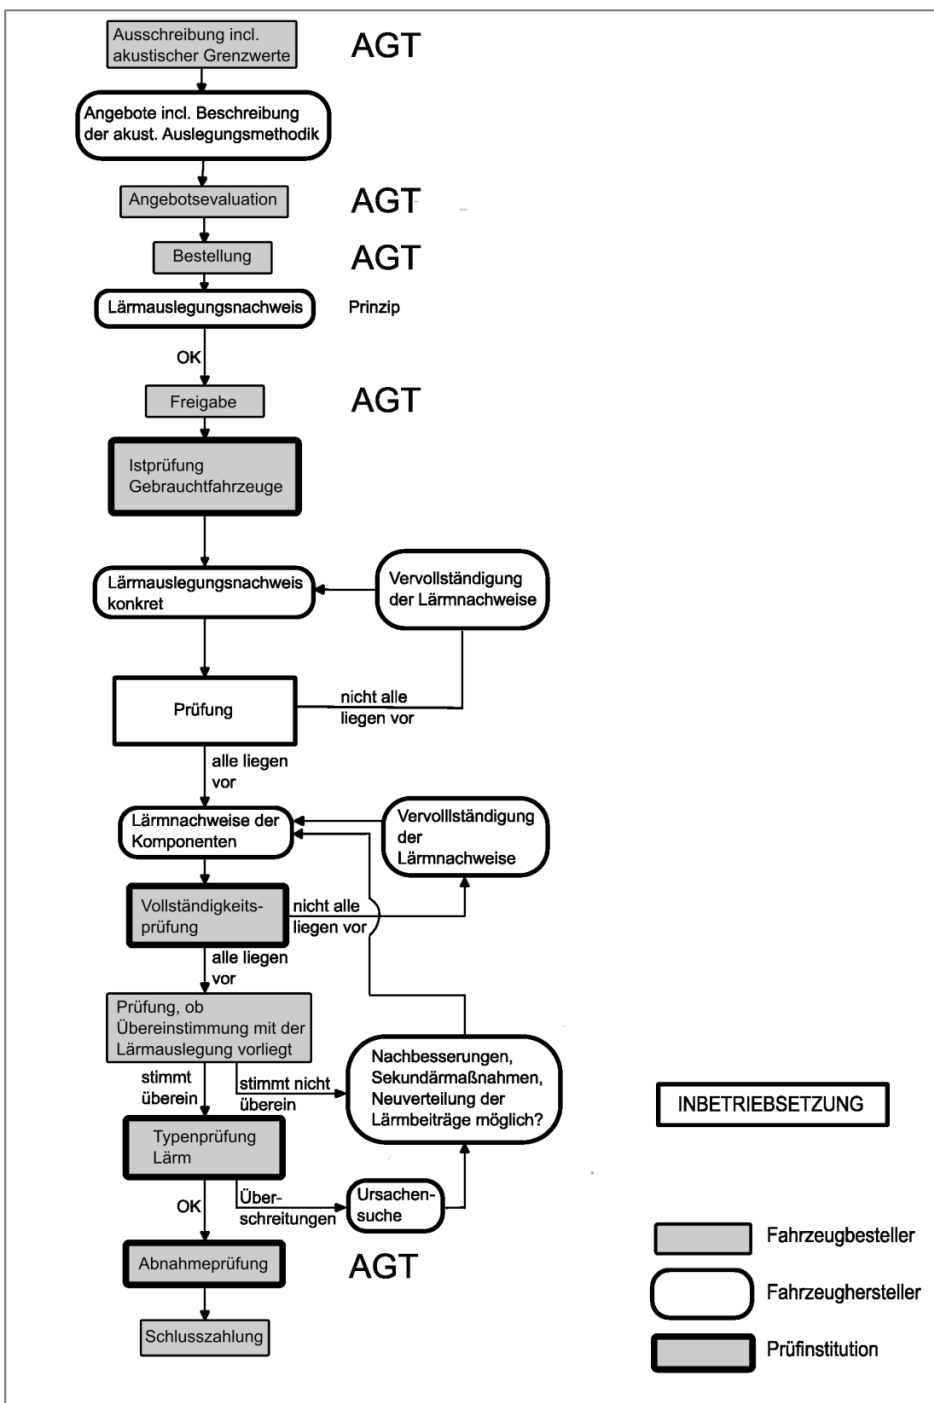 Ausschreibung incl.
akustischer Grenzwerte
AGT
Angebote incl. Beschreibung
der akust. Auslegungsmethodik
Angebotsevaluation
AGT
Bestellung
AGT
Lärmauslegungsnachweis
Prinzip
OK
Freigabe
AGT
Istprüfung
Gebrauchtfahrzeuge
Lärmauslegungsnachweis
konkret
Vervollständigung
der Lärmnachweise
Prüfung
nicht alle
liegen vor
alle liegen
vor
Lärmnachweise der
Komponenten
Vervolllständigung
der
Lärmnachweise
Vollständigkeits-
prüfung
nicht alle
liegen vor
alle liegen
vor
Prüfung, ob
Übereinstimmung mit der
Lärmauslegung vorliegt
stimmt
überein
stimmt nicht
überein
Nachbesserungen,
Sekundärmaßnahmen,
Neuverteilung der
Lärmbeiträge möglich?
INBETRIEBSETZUNG
Typenprüfung
Lärm
OK
Über-
schreitungen
Ursachen-
suche
Abnahmeprüfung
AGT
Schlusszahlung
Fahrzeugbesteller
Fahrzeughersteller
Prüfinstitution